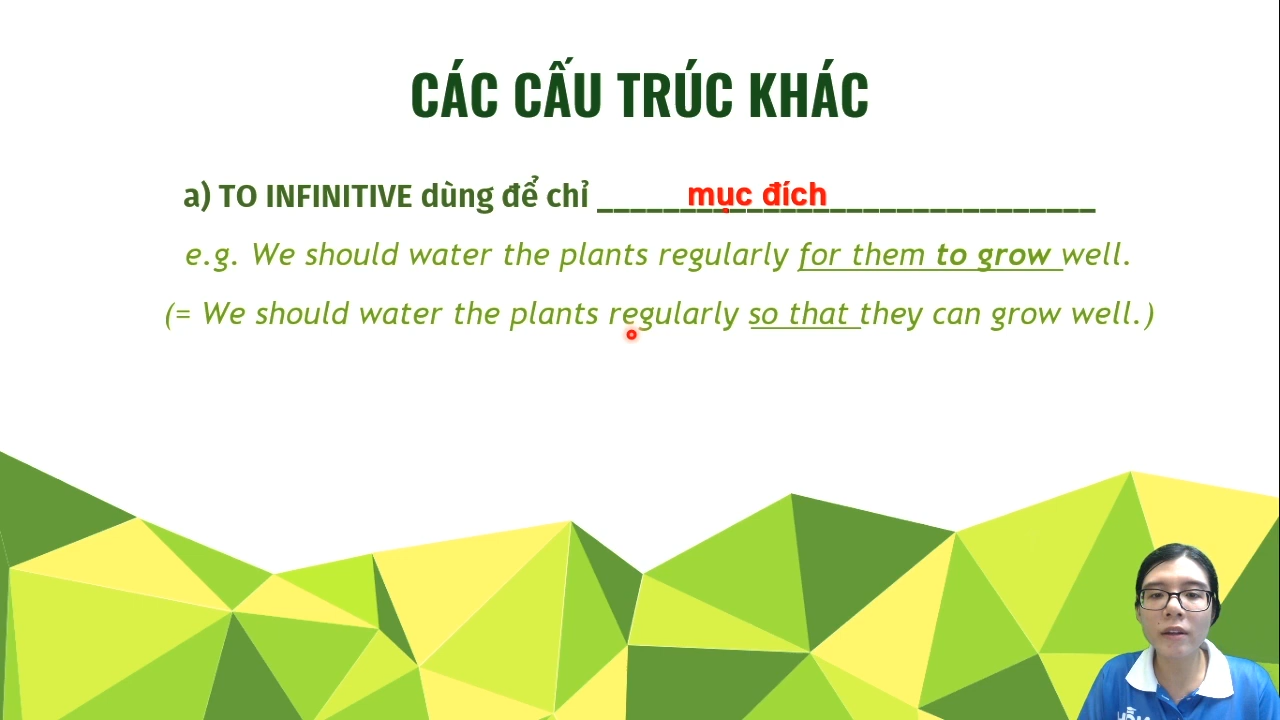 CÁC CẤU TRÚC KHÁC
a) TO INFINITIVE dùng để chỉ mục đích
e.g. We should water the plants regularly for them to grow well.
(= We should water the plants regularly so that they can grow well.)